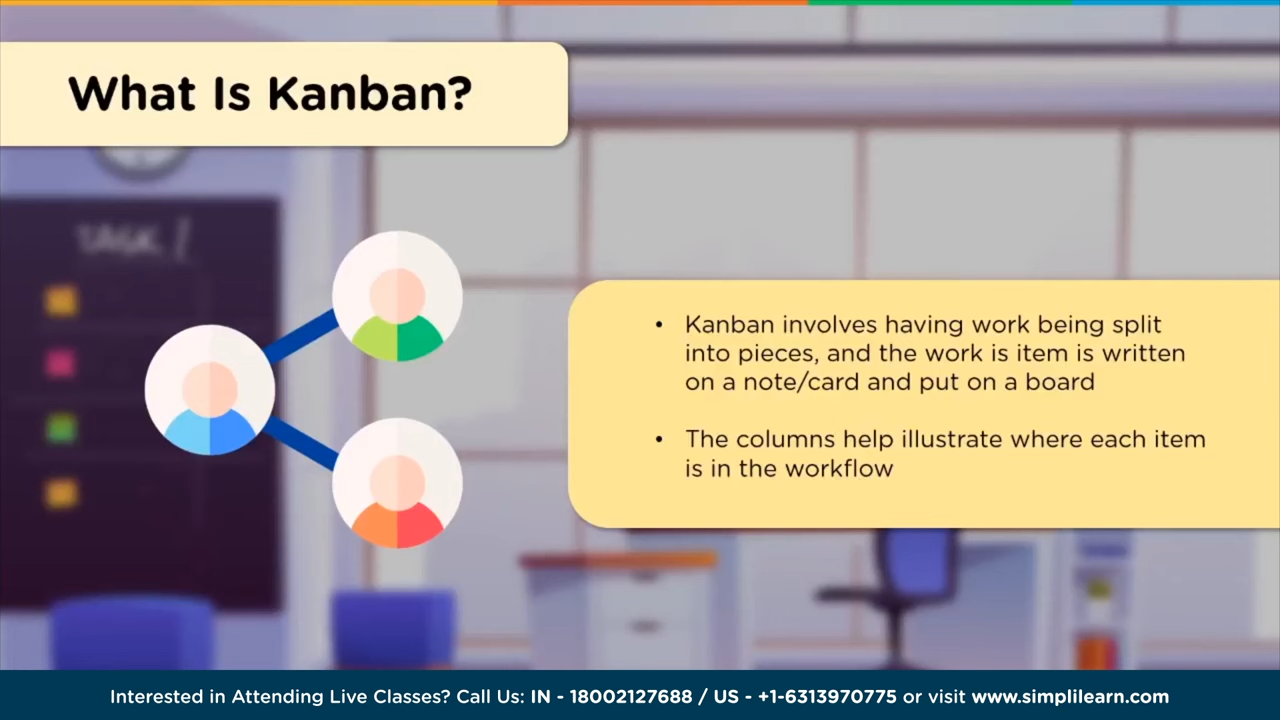 What Is Kanban?
TASK
• Kanban involves having work being split
into pieces, and the work is item is written
on a note/card and put on a board
• The columns help illustrate where each item
is in the workflow
Interested in Attending Live Classes? Call Us: IN - 18002127688 / US - +1-6313970775 or visit www.simplilearn.com